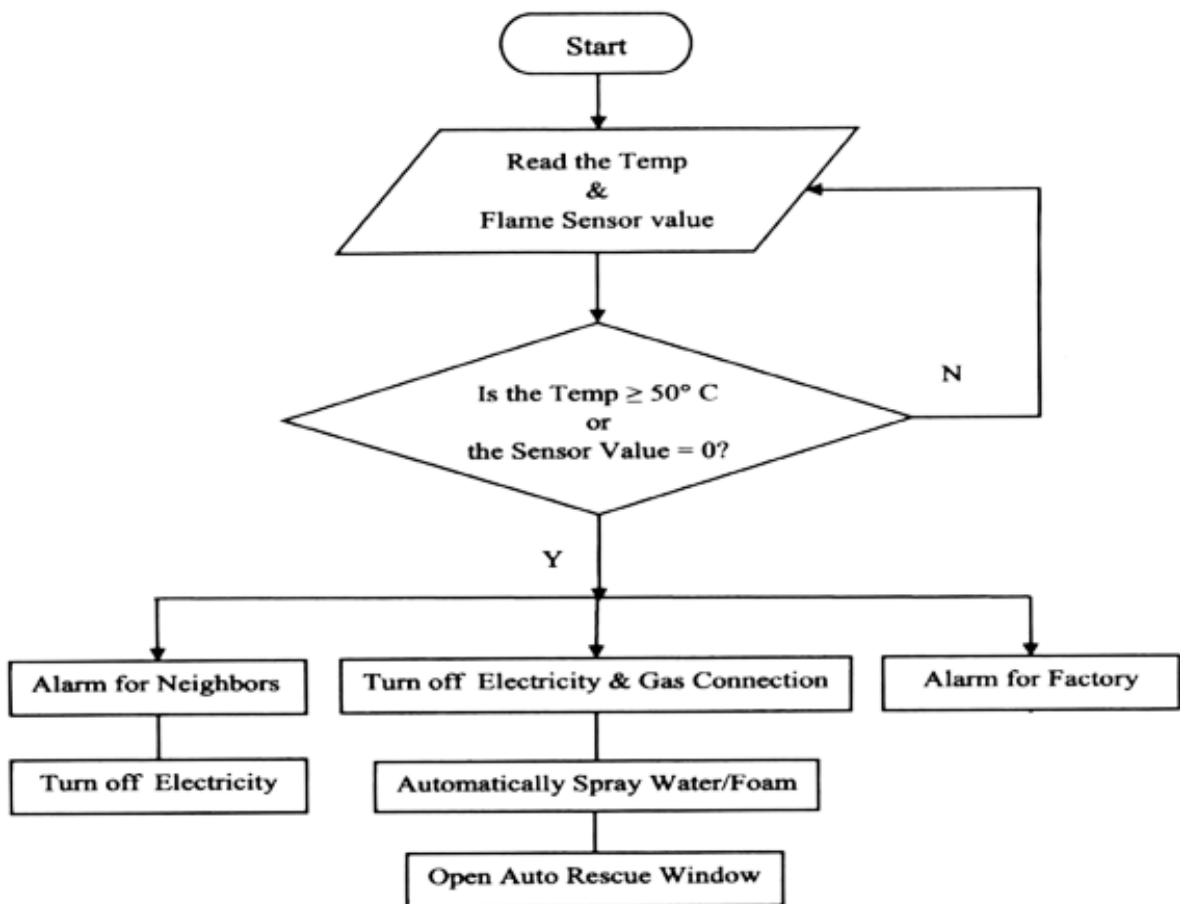 Start
Read the Temp
&
Flame Sensor value
N
Is the Temp ≥ 50° C
or
the Sensor Value = 0?
Y
Alarm for Neighbors
Turn off Electricity & Gas Connection
Alarm for Factory
Turn off Electricity
Automatically Spray Water/Foam
Open Auto Rescue Window